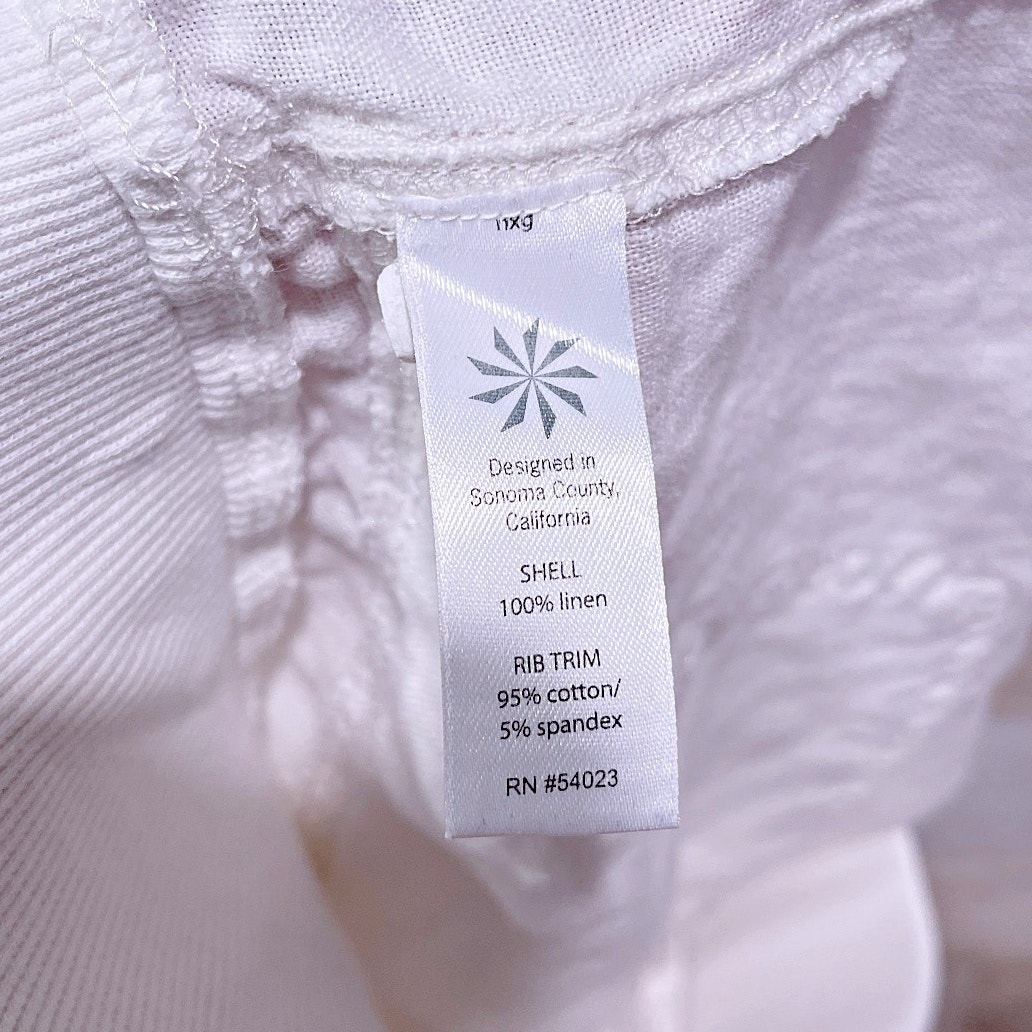 Designed in
Sonoma County,
California
SHELL
100% linen
RIB TRIM
95% cotton/
5% spandex
RN #54023